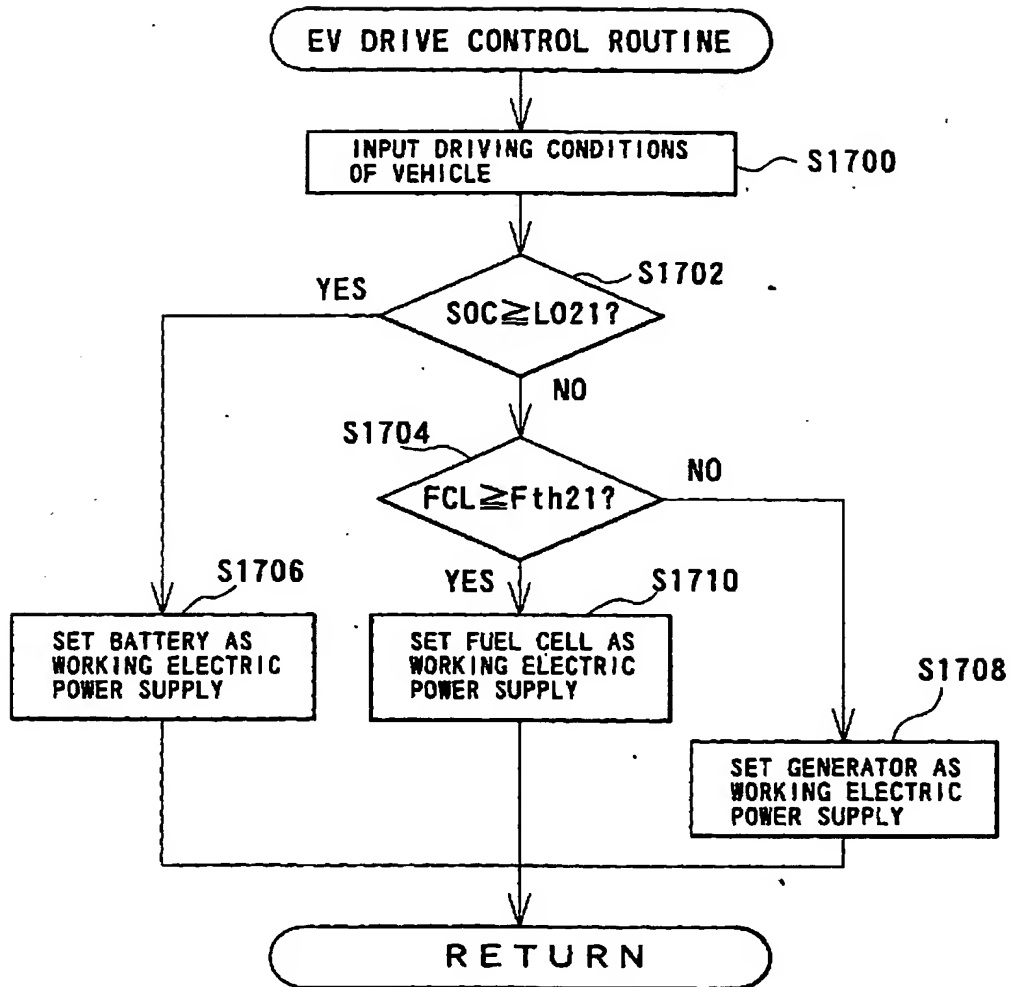 EV DRIVE CONTROL ROUTINE
INPUT DRIVING CONDITIONS
OF VEHICLE
S1700
S1702
YES
SOC≧LO21?
NO
S1704
NO
FCL≧Fth21?
S1706
YES
S1710
SET BATTERY AS
WORKING ELECTRIC
POWER SUPPLY
SET FUEL CELL AS
WORKING ELECTRIC
POWER SUPPLY
S1708
SET GENERATOR AS
WORKING ELECTRIC
POWER SUPPLY
RETURN